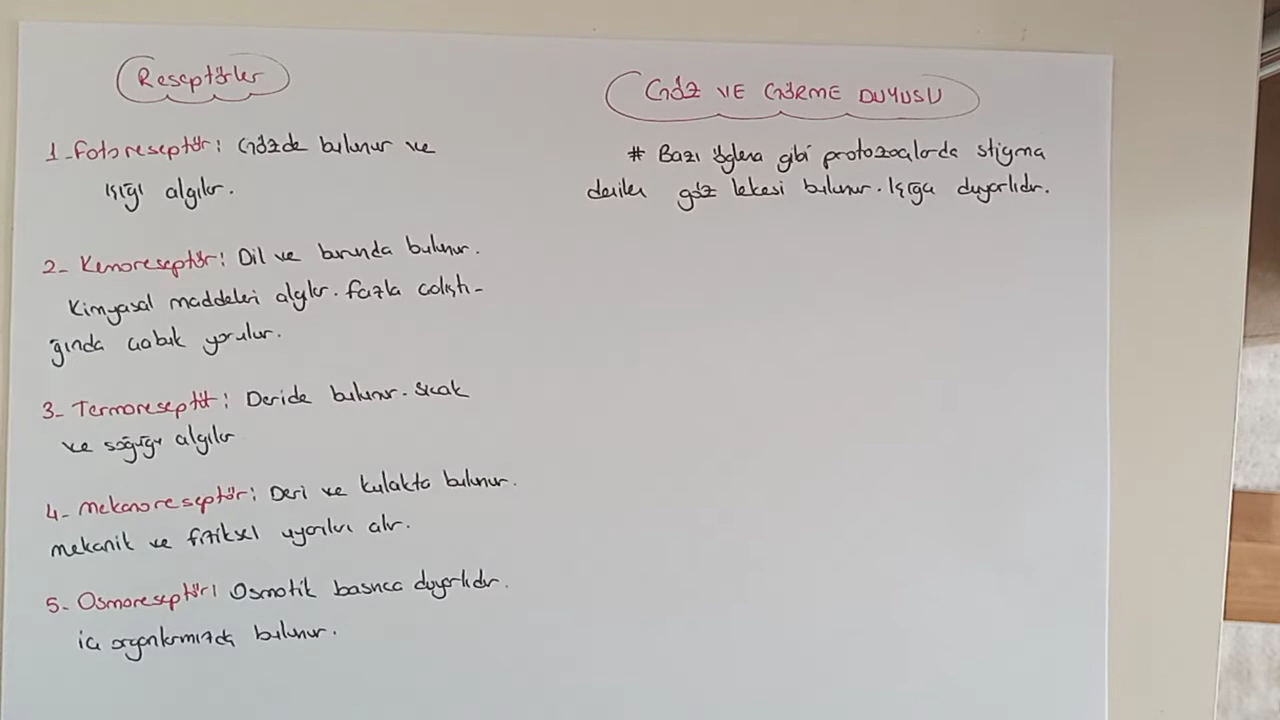 Reseptörler
1-Fotoreseptör: Gözde bulunur ve
ışığı algılar.
2- Kemoreseptör: Dil ve burunda bulunur.
Kimyasal maddeleri algılar. Fazla çalıştı-
ğında çabuk yorulur.
3- Termoreseptör: Deride bulunur. Sıcak
ve soğuğu algılar
4- Mekanoreseptör: Deri ve kulakta bulunur.
mekanik ve fiziksel uyarıları alır.
5- Osmoreseptör: Osmotik basınca duyarlıdır.
iç organlarımızda bulunur.
GÖZ VE GÖRME DUYUSU
# Bazı öglena gibi protozoalarda stigma
denilen göz lekesi bulunur. Işığa duyarlıdır.